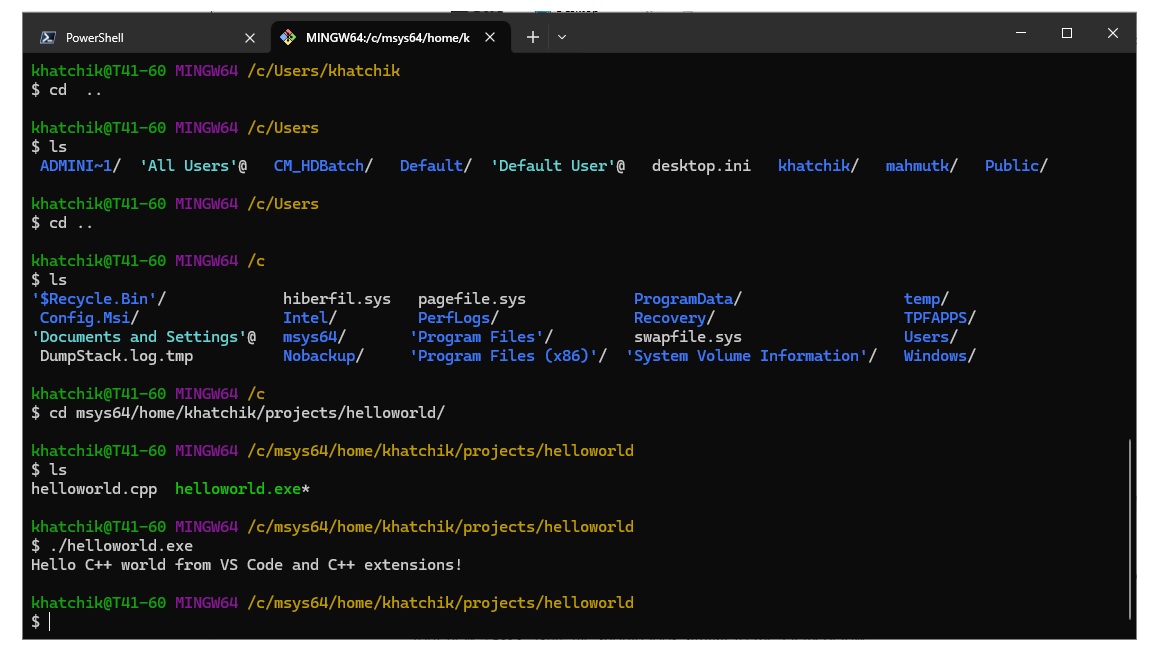 PowerShell MINGW64:/c/msys64/home/k
khatchik@T41-60 MINGW64 /c/Users/khatchik
$ cd  ..
khatchik@T41-60 MINGW64 /c/Users
$ ls
ADMINI~1/  'All Users'@   CM_HDBatch/   Default/  'Default User'@   desktop.ini   khatchik/   mahmutk/   Public/
khatchik@T41-60 MINGW64 /c/Users
$ cd ..
khatchik@T41-60 MINGW64 /c
$ ls
'$Recycle.Bin'/             hiberfil.sys   pagefile.sys            ProgramData/                  temp/
Config.Msi/                Intel/         PerfLogs/               Recovery/                     TPFAPPS/
'Documents and Settings'@   msys64/       'Program Files'/         swapfile.sys                  Users/
DumpStack.log.tmp          Nobackup/     'Program Files (x86)'/  'System Volume Information'/   Windows/
khatchik@T41-60 MINGW64 /c
$ cd msys64/home/khatchik/projects/helloworld/
khatchik@T41-60 MINGW64 /c/msys64/home/khatchik/projects/helloworld
$ ls
helloworld.cpp  helloworld.exe*
khatchik@T41-60 MINGW64 /c/msys64/home/khatchik/projects/helloworld
$ ./helloworld.exe
Hello C++ world from VS Code and C++ extensions!
khatchik@T41-60 MINGW64 /c/msys64/home/khatchik/projects/helloworld
$